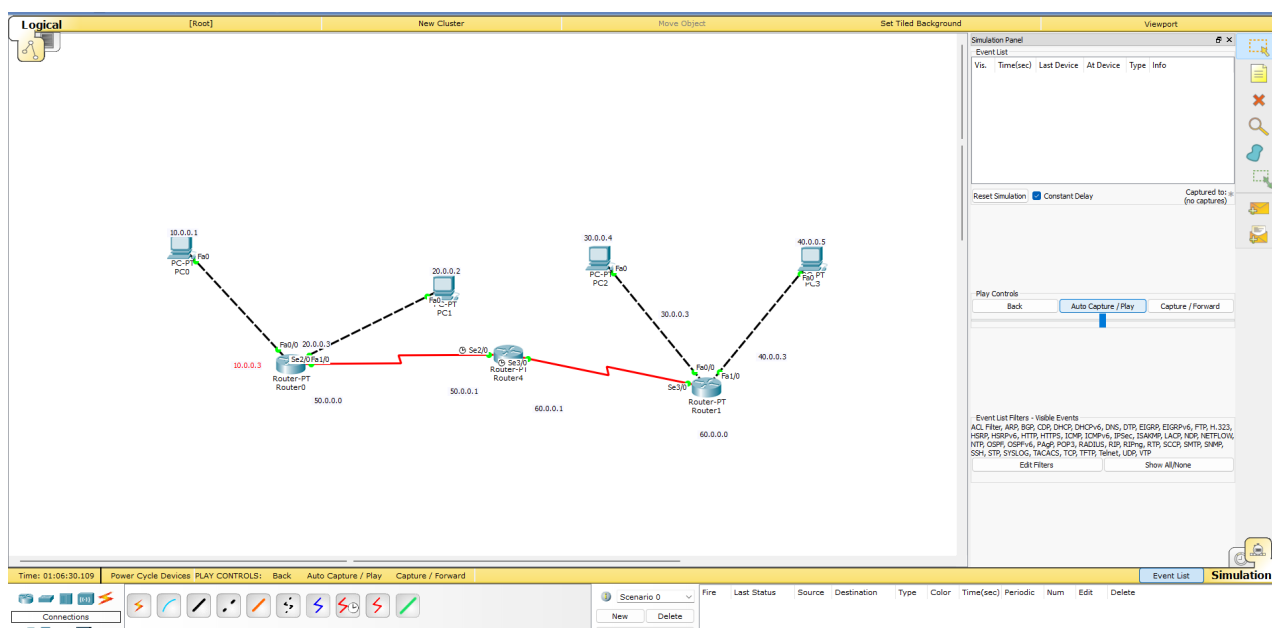 Logical
[Root]
New Cluster
Move Object
Set Tiled Background
Viewport
Simulation Panel
Event List
Vis. Time(sec) Last Device At Device Type Info
Reset Simulation Constant Delay
Captured to:
(no captures)
Play Controls
Back Auto Capture / Play Capture / Forward
Event List Filters - Visible Events
ACL Filter, ARP, BGP, CDP, DHCP, DHCPv6, DNS, DTP, EIGRP, EIGRPv6, FTP, H.323,
HSRP, HSRPv6, HTTP, HTTPS, ICMP, ICMPv6, IPSec, ISAKMP, LACP, NDP, NETFLOW,
NTP, OSPF, OSPFv6, PAgP, POP3, RADIUS, RIP, RIPng, RTP, SCCP, SMTP, SNMP,
SSH, STP, SYSLOG, TACACS, TCP, TFTP, Telnet, UDP, VTP
Edit Filters Show All/None
10.0.0.1
Fa0
PC-PT
PC0
20.0.0.2
Fa0
PC1
30.0.0.4
Fa0
PC2
40.0.0.5
Fa0
PC3
30.0.0.3
40.0.0.3
Fa0/0 20.0.0.3
10.0.0.3
Se2/0 Fa1/0
Router-PT
Router0
50.0.0.0
Se2/0
Se3/0
Router-PT
Router4
50.0.0.1
60.0.0.1
Fa0/0
Fa1/0
Se3/0
Router-PT
Router1
60.0.0.0
Time: 01:06:30.109 Power Cycle Devices PLAY CONTROLS: Back Auto Capture / Play Capture / Forward
Event List Simulation
Connections
Scenario 0
New Delete
Fire Last Status Source Destination Type Color Time(sec) Periodic Num Edit Delete